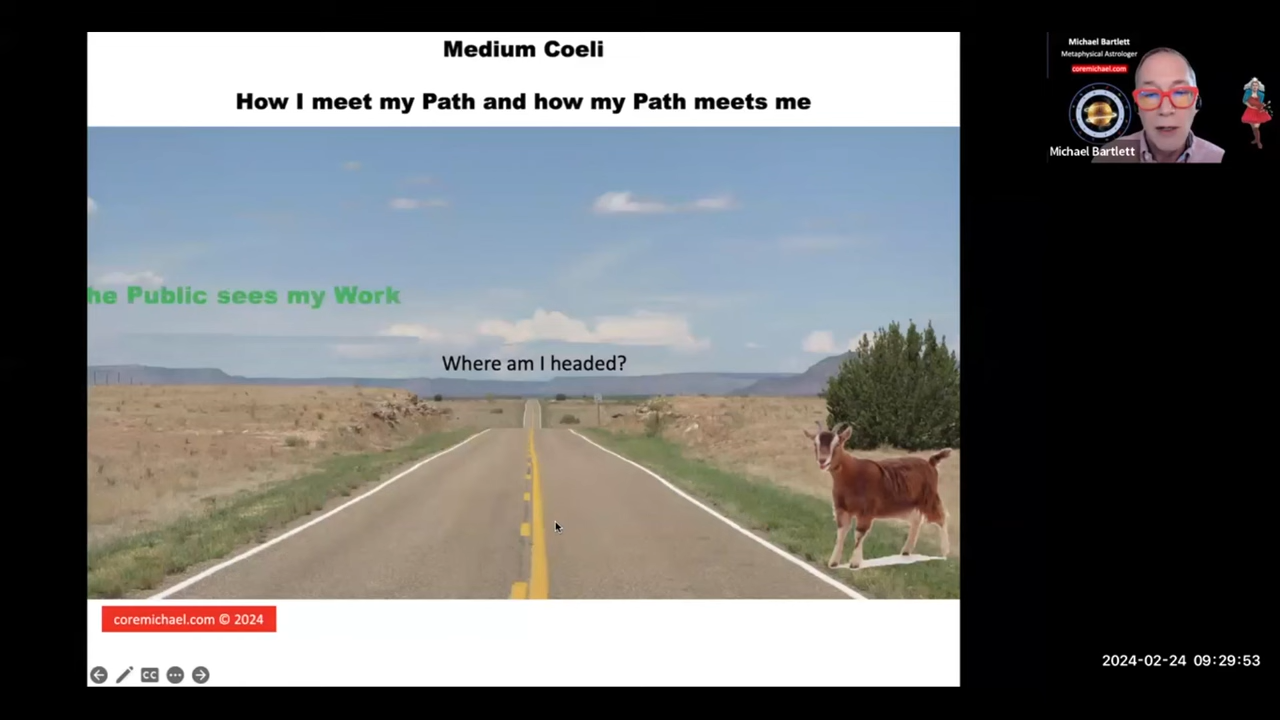 Medium Coeli
How I meet my Path and how my Path meets me
he Public sees my Work
Where am I headed?
coremichael.com © 2024
CC
Michael Bartlett
Metaphysical Astrologer
coremichael.com
Michael Bartlett
2024-02-24 09:29:53